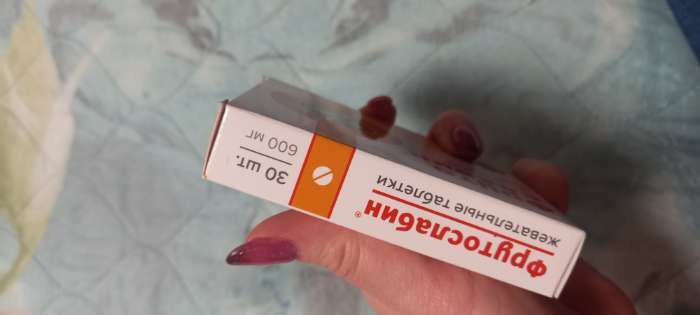 Фрутослабин®
жевательные таблетки
30 шт.
600 мг